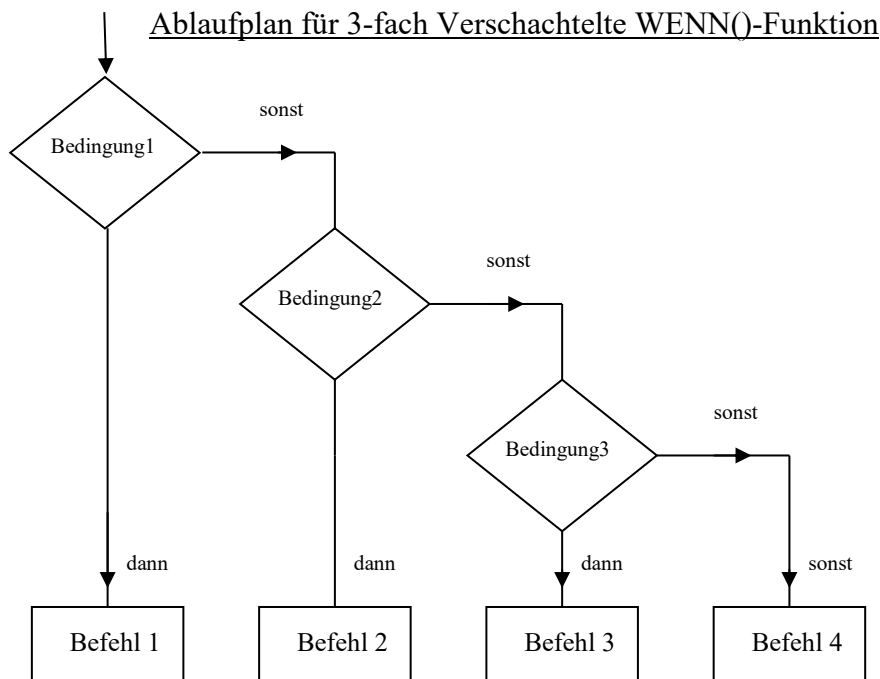 Ablaufplan für 3-fach Verschachtelte WENN()-Funktion
sonst
Bedingung1
sonst
Bedingung2
sonst
Bedingung3
dann
dann
dann
sonst
Befehl 1
Befehl 2
Befehl 3
Befehl 4